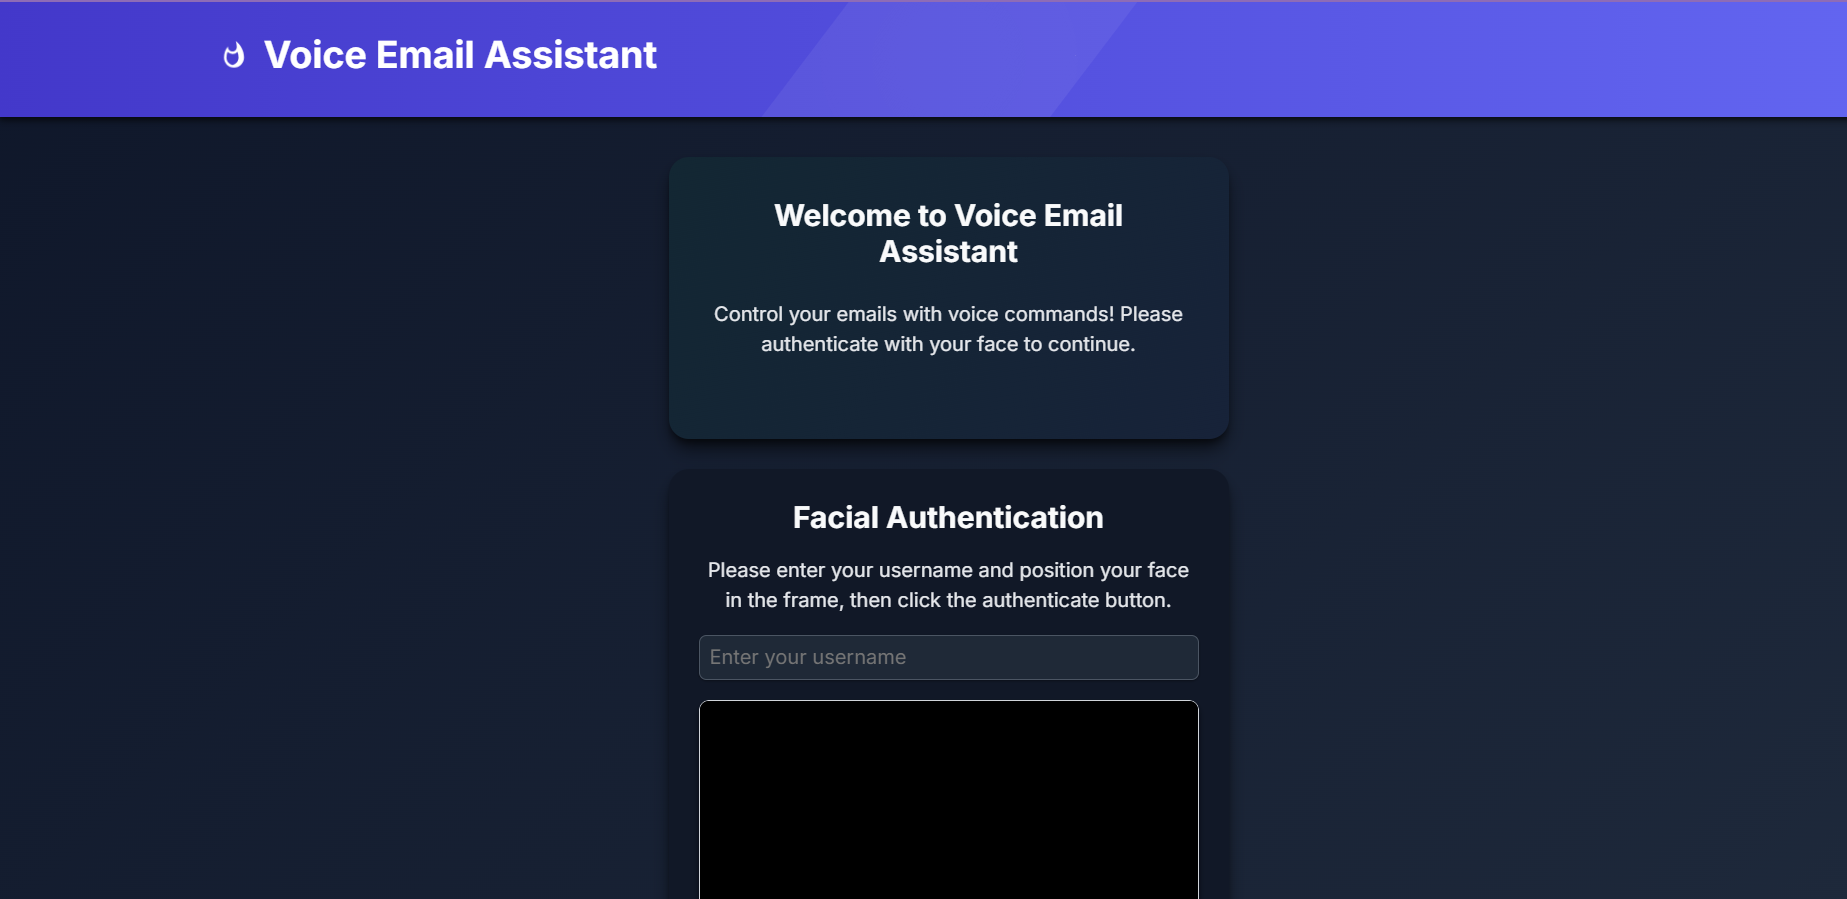 Voice Email Assistant
Welcome to Voice Email
Assistant
Control your emails with voice commands! Please
authenticate with your face to continue.
Facial Authentication
Please enter your username and position your face
in the frame, then click the authenticate button.
Enter your username